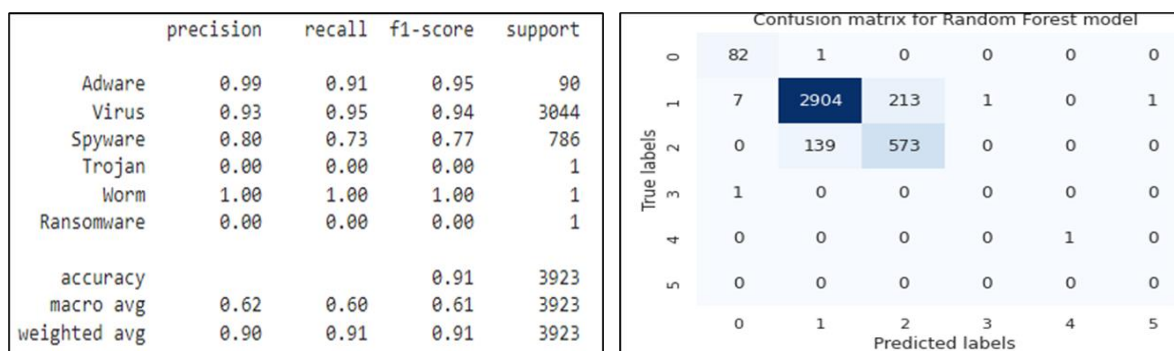 precision recall f1-score support
Adware 0.99 0.91 0.95 90
Virus 0.93 0.95 0.94 3044
Spyware 0.80 0.73 0.77 786
Trojan 0.00 0.00 0.00 1
Worm 1.00 1.00 1.00 1
Ransomware 0.00 0.00 0.00 1
accuracy 0.91 3923
macro avg 0.62 0.60 0.61 3923
weighted avg 0.90 0.91 0.91 3923
Confusion matrix for Random Forest model
True labels
0 82 1 0 0 0 0
1 7 2904 213 1 0 1
2 0 139 573 0 0 0
3 1 0 0 0 0 0
4 0 0 0 0 1 0
5 0 0 0 0 0 0
0 1 2 3 4 5
Predicted labels